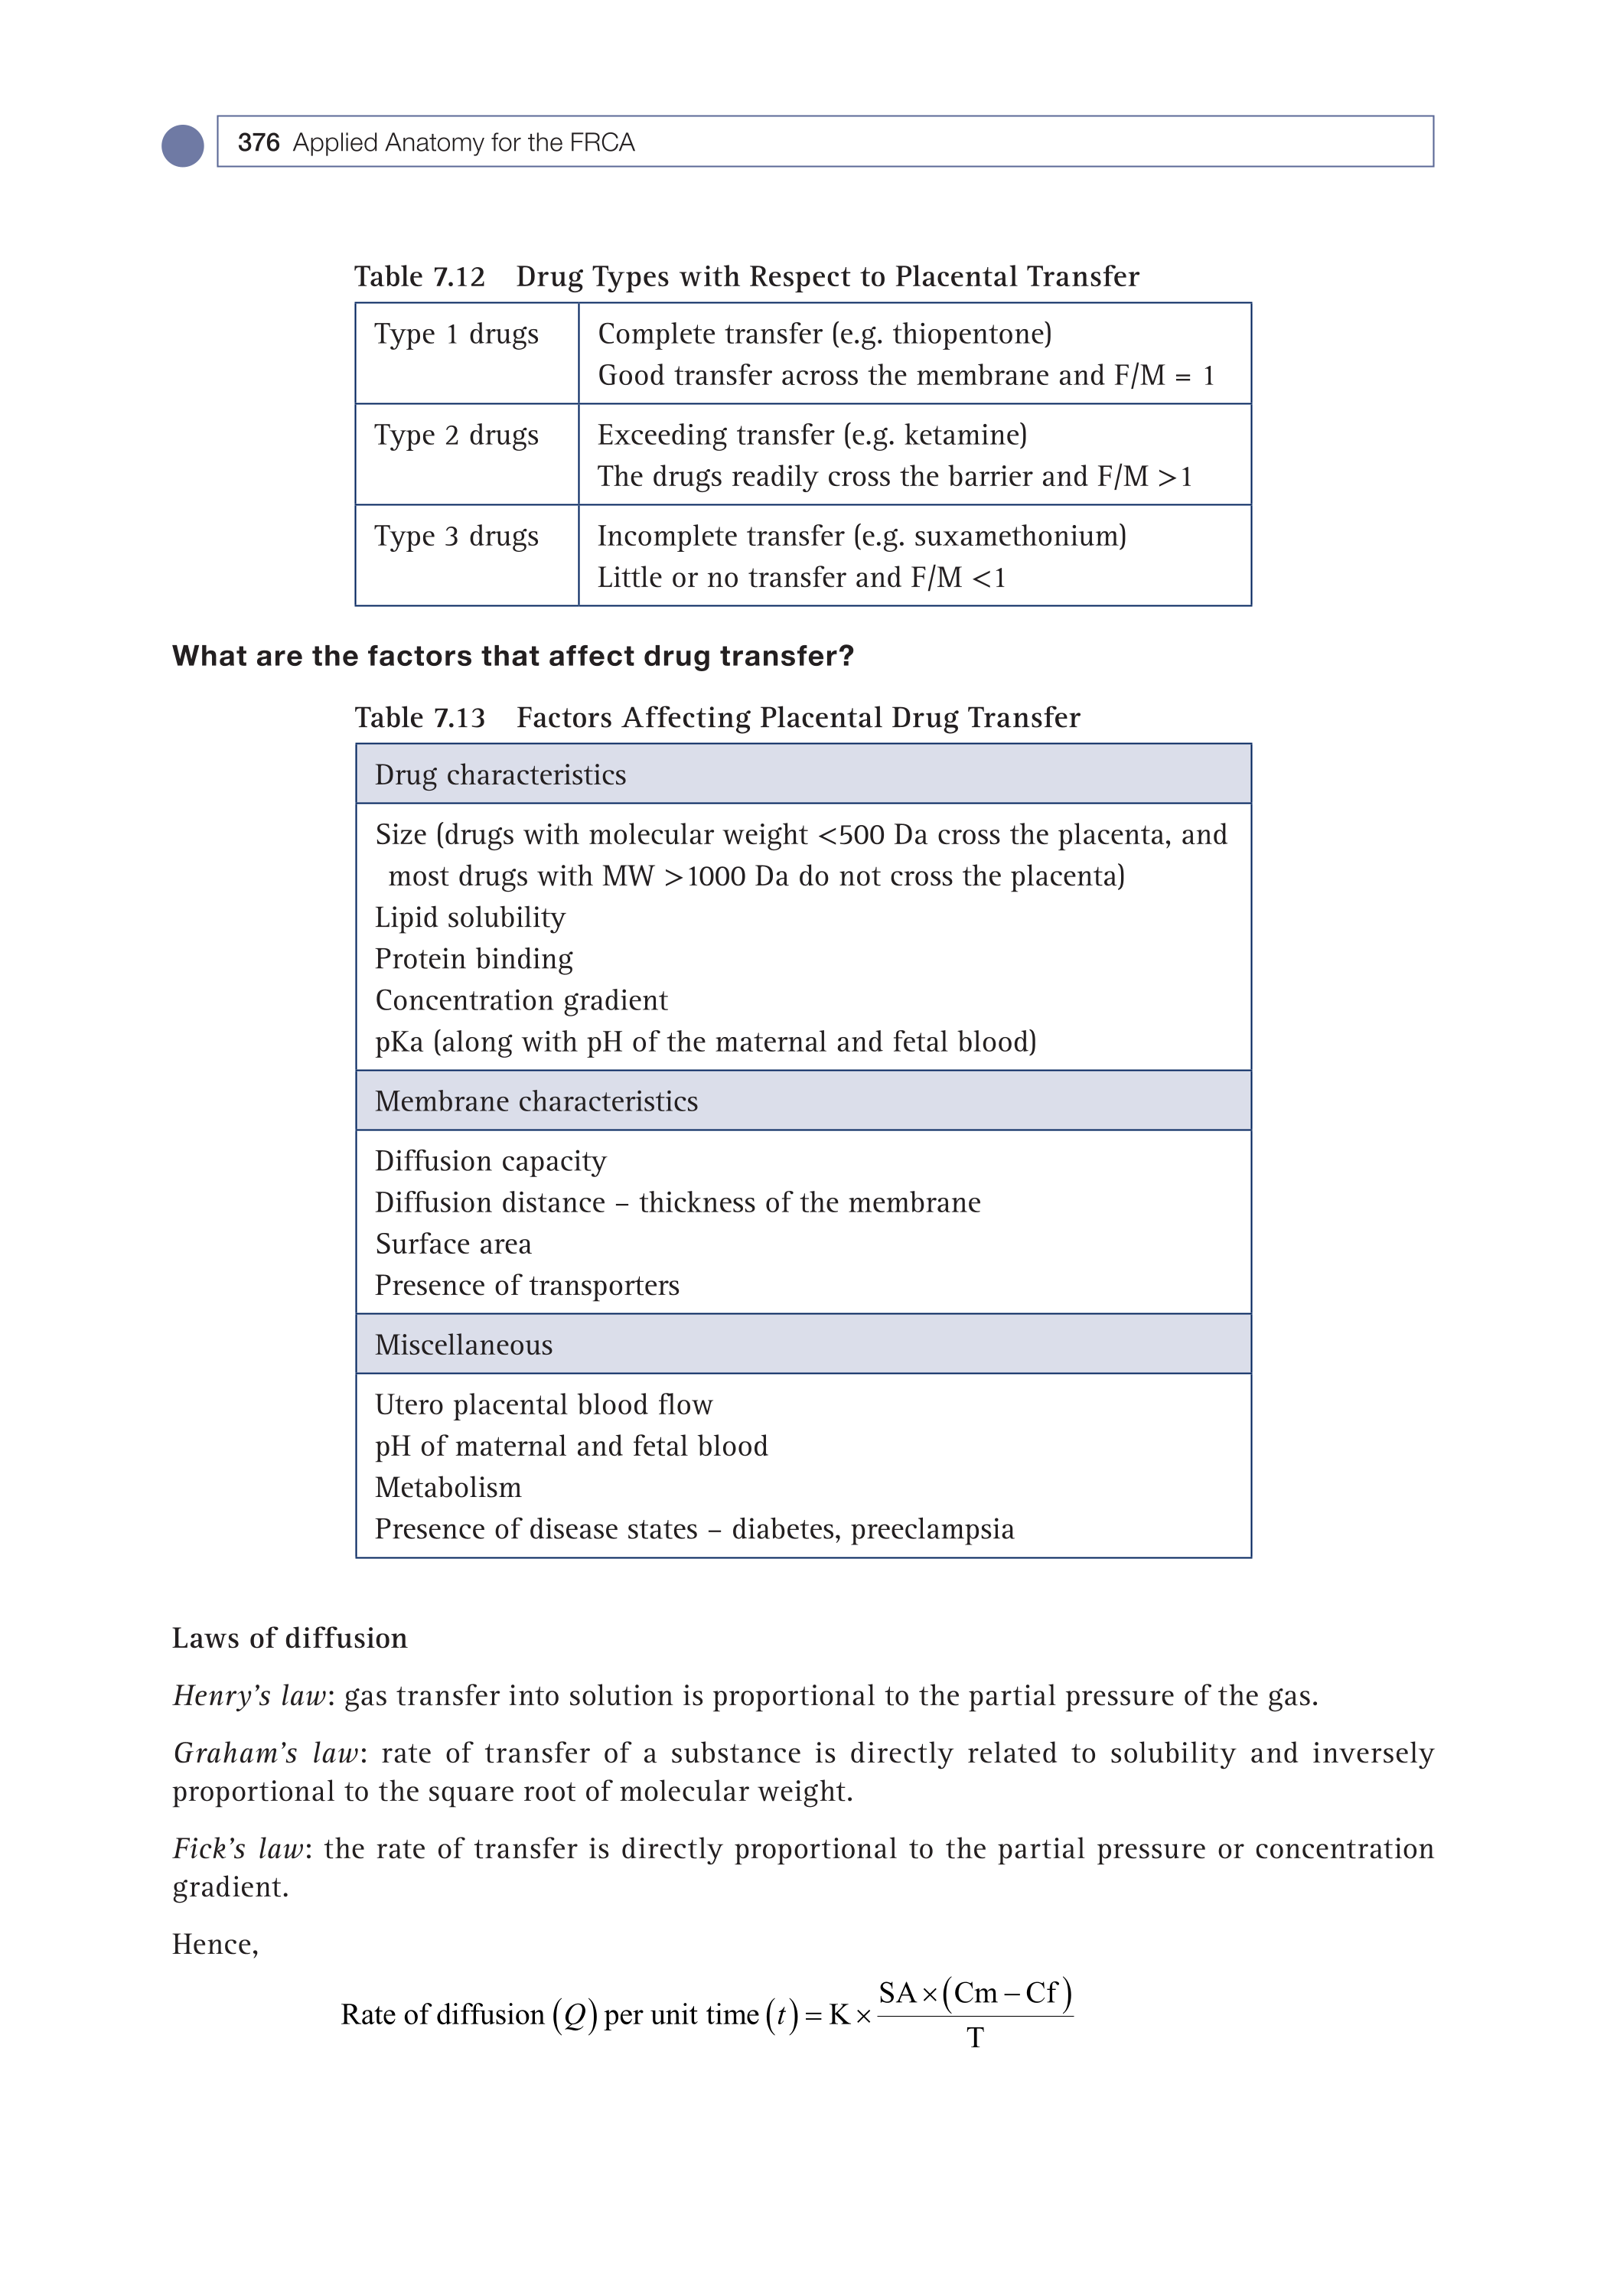 376 Applied Anatomy for the FRCA
Table 7.12 Drug Types with Respect to Placental Transfer
Type 1 drugs Complete transfer (e.g. thiopentone)
Good transfer across the membrane and F/M = 1
Type 2 drugs Exceeding transfer (e.g. ketamine)
The drugs readily cross the barrier and F/M >1
Type 3 drugs Incomplete transfer (e.g. suxamethonium)
Little or no transfer and F/M <1
What are the factors that affect drug transfer?
Table 7.13 Factors Affecting Placental Drug Transfer
Drug characteristics
Size (drugs with molecular weight <500 Da cross the placenta, and
most drugs with MW >1000 Da do not cross the placenta)
Lipid solubility
Protein binding
Concentration gradient
pKa (along with pH of the maternal and fetal blood)
Membrane characteristics
Diffusion capacity
Diffusion distance – thickness of the membrane
Surface area
Presence of transporters
Miscellaneous
Utero placental blood flow
pH of maternal and fetal blood
Metabolism
Presence of disease states – diabetes, preeclampsia
Laws of diffusion
Henry's law: gas transfer into solution is proportional to the partial pressure of the gas.
Graham's law: rate of transfer of a substance is directly related to solubility and inversely
proportional to the square root of molecular weight.
Fick's law: the rate of transfer is directly proportional to the partial pressure or concentration
gradient.
Hence,
Rate of diffusion (Q) per unit time (t) = K × SA × (Cm – Cf)
T